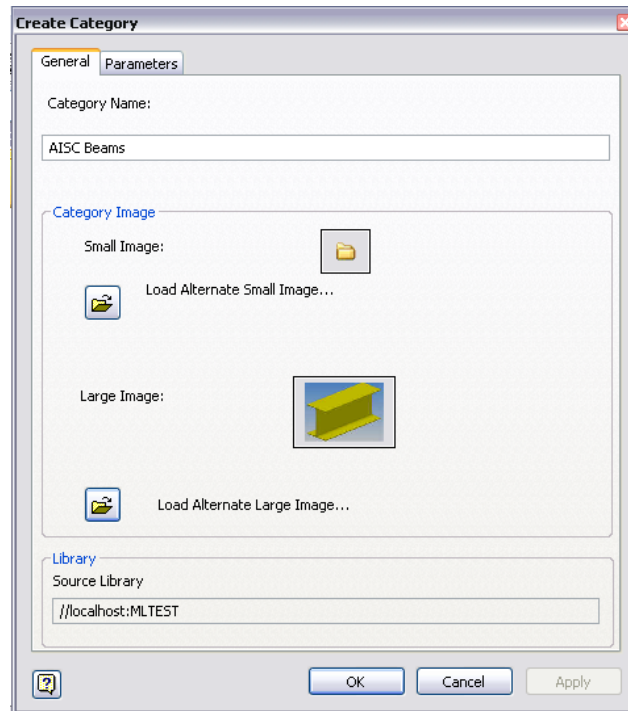 Create Category
General Parameters
Category Name:
AISC Beams
Category Image
Small Image:
Load Alternate Small Image...
Large Image:
Load Alternate Large Image...
Library
Source Library
//localhost:MLTEST
OK Cancel Apply